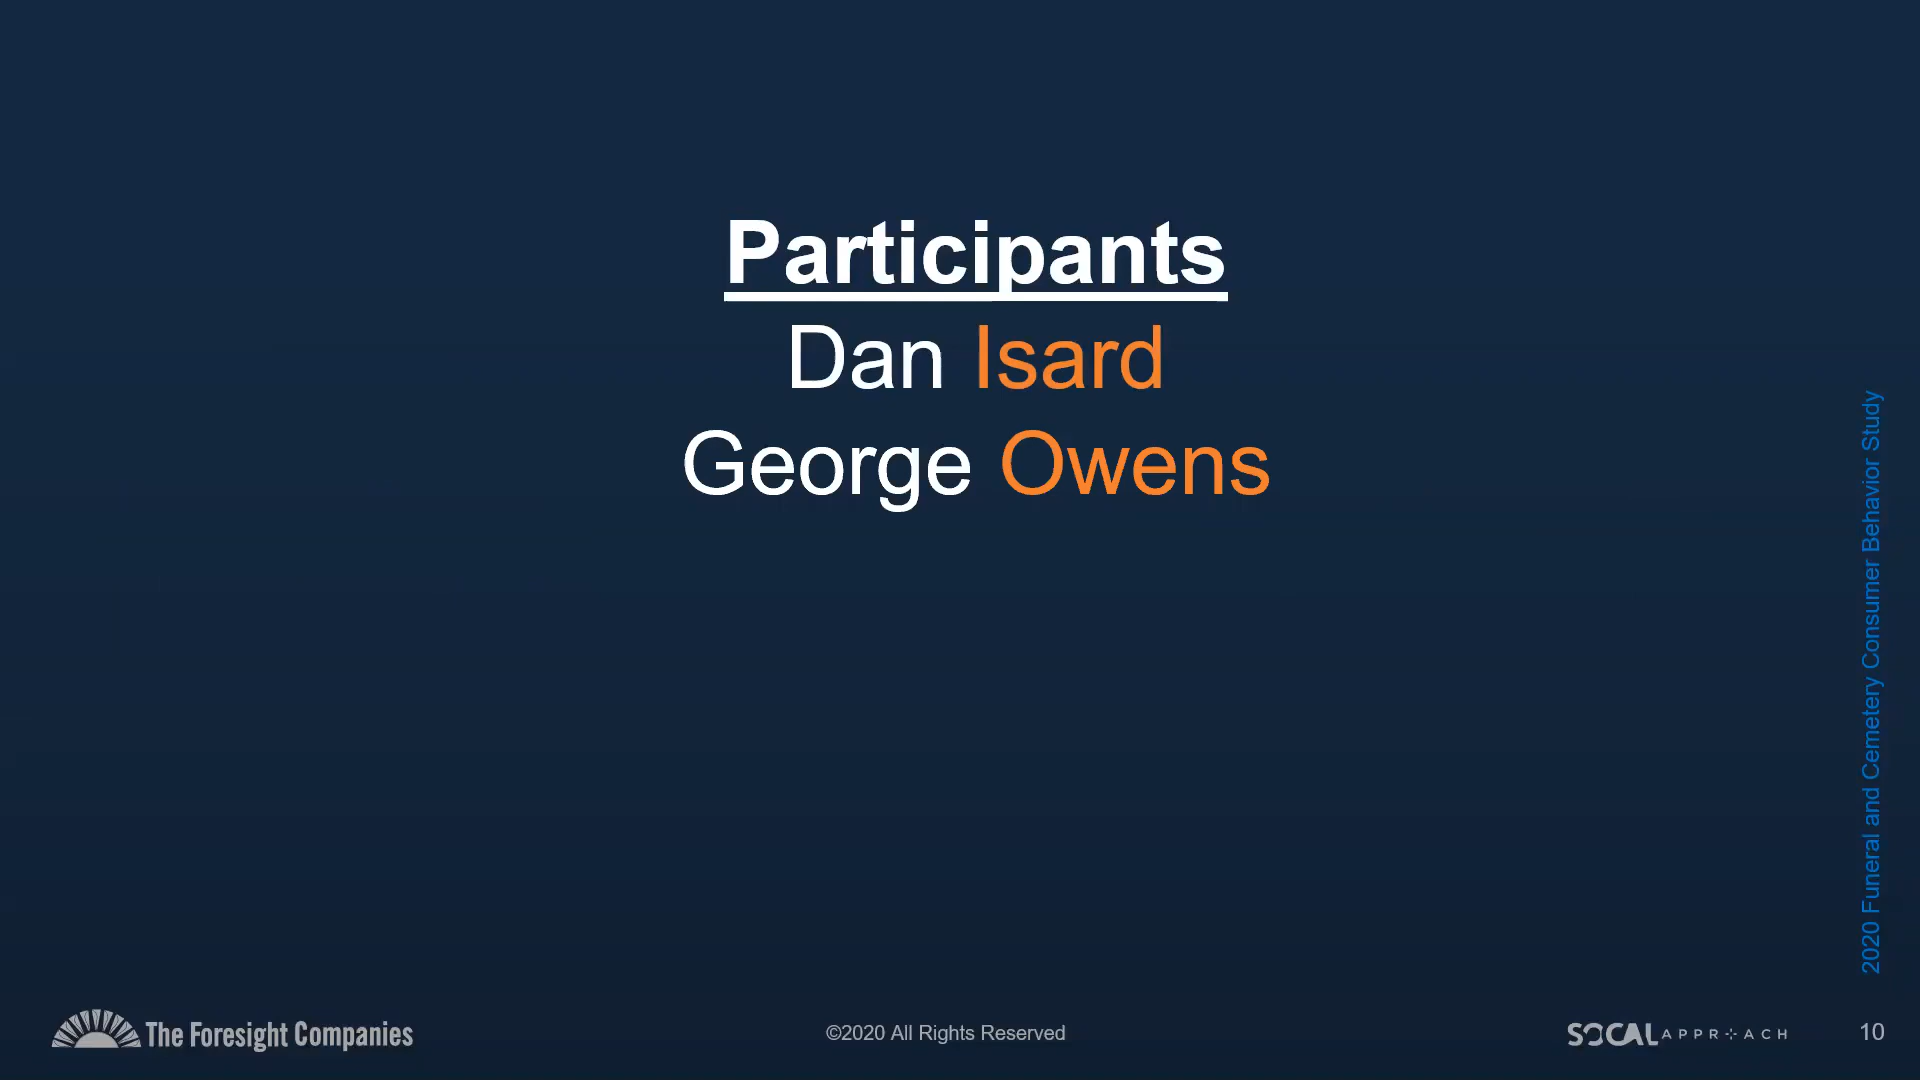 Participants
Dan Isard
George Owens
2020 Funeral and Cemetery Consumer Behavior Study
The Foresight Companies
©2020 All Rights Reserved
SOCAL APPROACH
10